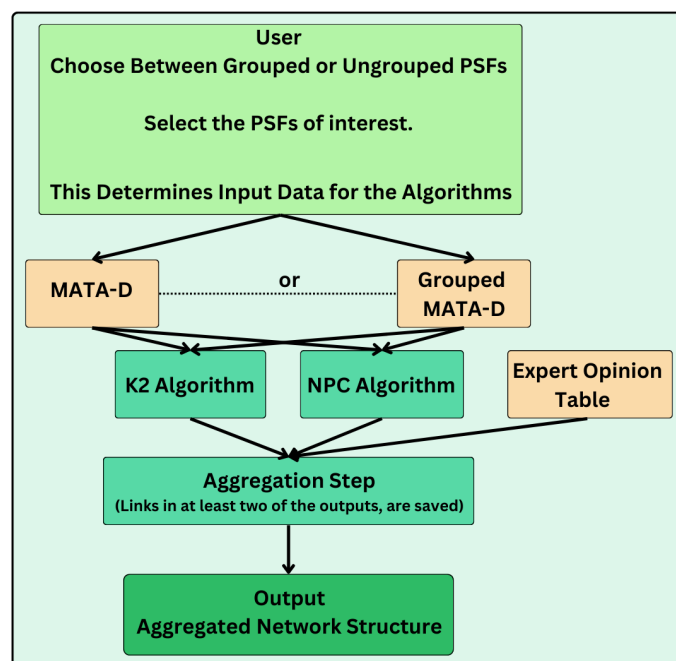 User
Choose Between Grouped or Ungrouped PSFs
Select the PSFs of interest.
This Determines Input Data for the Algorithms
MATA-D
or
Grouped
MATA-D
K2 Algorithm
NPC Algorithm
Expert Opinion
Table
Aggregation Step
(Links in at least two of the outputs, are saved)
Output
Aggregated Network Structure